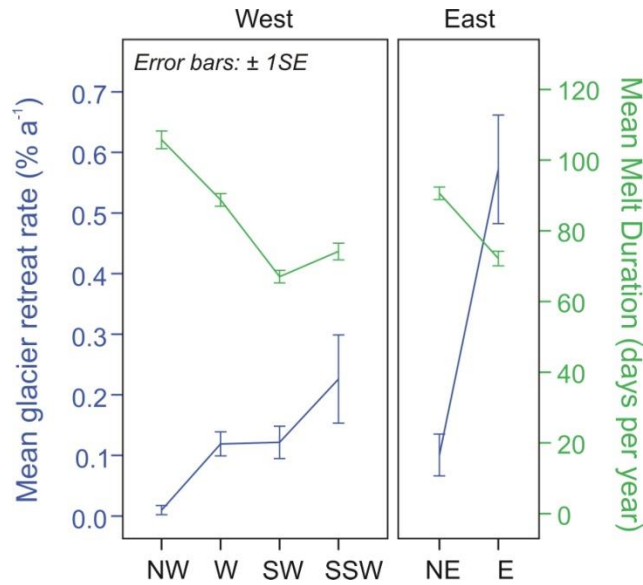 West
East
Error bars: ± 1SE
Mean glacier retreat rate (% a⁻¹)
0.7
0.6
0.5
0.4
0.3
0.2
0.1
0.0
120
100
80
60
40
20
0
Mean Melt Duration (days per year)
NW W SW SSW NE E